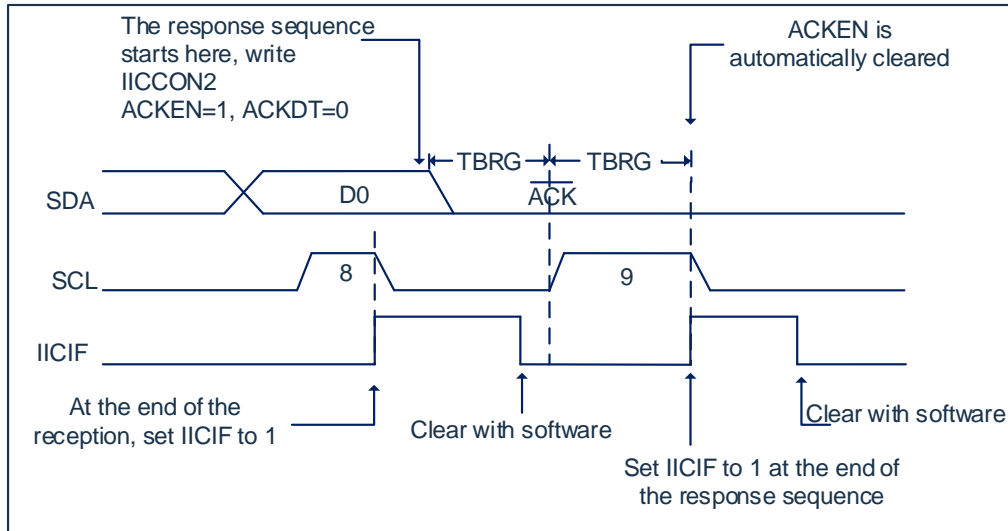 The response sequence
starts here, write
IICCON2
ACKEN=1, ACKDT=0
ACKEN is
automatically cleared
TBRG
TBRG
SDA
D0
ACK
SCL
8
9
IICIF
At the end of the
reception, set IICIF to 1
Clear with software
Set IICIF to 1 at the end of
the response sequence
Clear with software